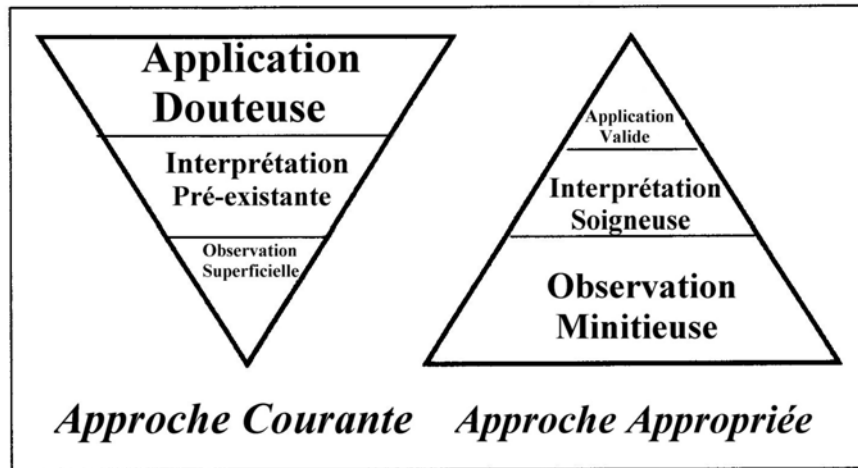 Application
Douteuse
Interprétation
Pré-existante
Observation
Superficielle
Approche Courante
Application
Valide
Interprétation
Soigneuse
Observation
Minitieuse
Approche Appropriée